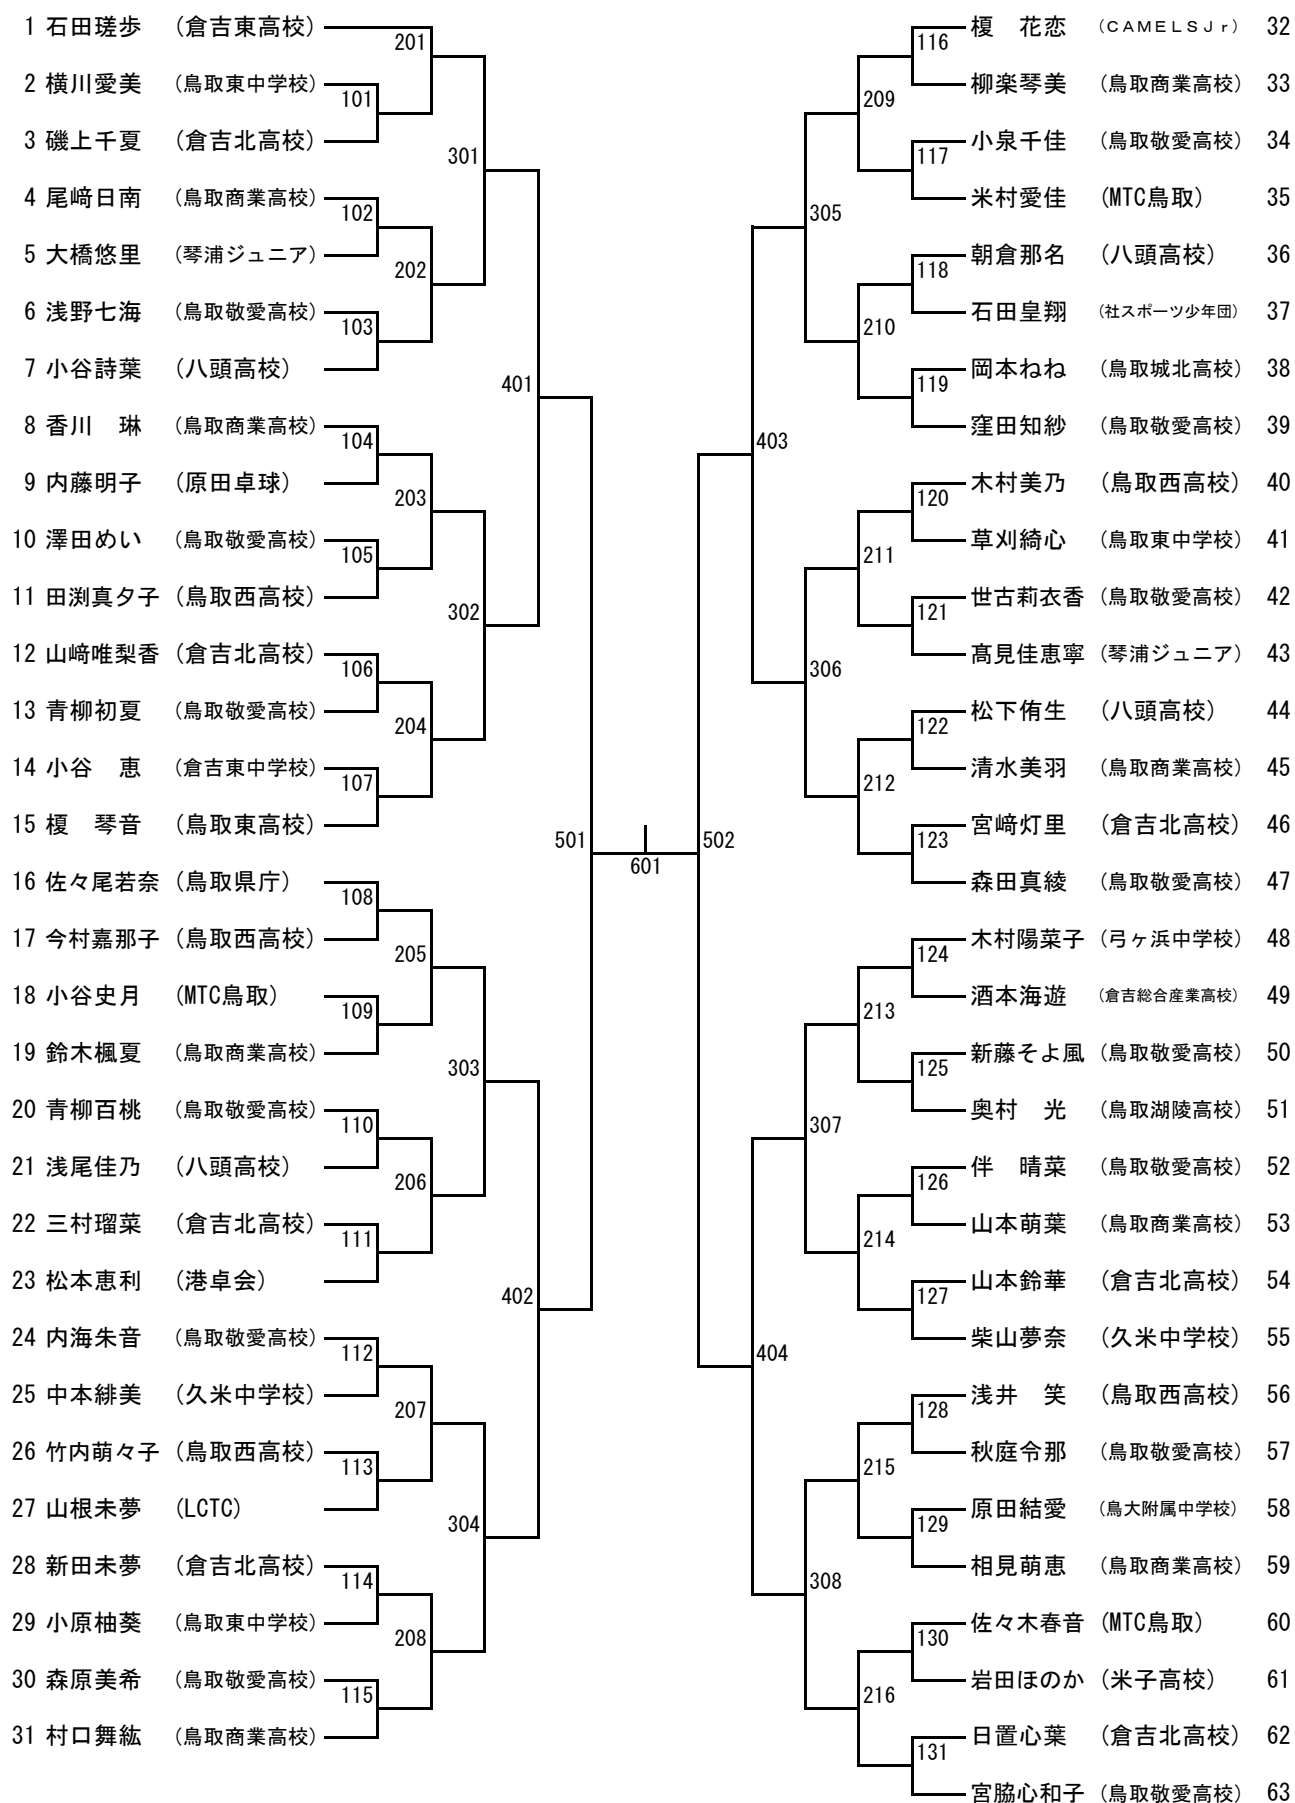 1 石田瑳歩 (倉吉東高校)
2 横川愛美 (鳥取東中学校)
3 磯上千夏 (倉吉北高校)
4 尾﨑日南 (鳥取商業高校)
5 大橋悠里 (琴浦ジュニア)
6 浅野七海 (鳥取敬愛高校)
7 小谷詩葉 (八頭高校)
8 香川 琳 (鳥取商業高校)
9 内藤明子 (原田卓球)
10 澤田めい (鳥取敬愛高校)
11 田渕真夕子 (鳥取西高校)
12 山﨑唯梨香 (倉吉北高校)
13 青柳初夏 (鳥取敬愛高校)
14 小谷 恵 (倉吉東中学校)
15 榎 琴音 (鳥取東高校)
16 佐々尾若奈 (鳥取県庁)
17 今村嘉那子 (鳥取西高校)
18 小谷史月 (MTC鳥取)
19 鈴木楓夏 (鳥取商業高校)
20 青柳百桃 (鳥取敬愛高校)
21 浅尾佳乃 (八頭高校)
22 三村瑠菜 (倉吉北高校)
23 松本恵利 (港卓会)
24 内海朱音 (鳥取敬愛高校)
25 中本緋美 (久米中学校)
26 竹内萌々子 (鳥取西高校)
27 山根未夢 (LCTC)
28 新田未夢 (倉吉北高校)
29 小原柚葵 (鳥取東中学校)
30 森原美希 (鳥取敬愛高校)
31 村口舞紘 (鳥取商業高校)
101
102
103
104
105
106
107
108
109
110
111
112
113
114
115
201
202
203
204
205
206
207
208
301
302
303
304
401
402
501
601
502
403
404
305
306
307
308
209
210
211
212
213
214
215
216
116
117
118
119
120
121
122
123
124
125
126
127
128
129
130
131
榎 花恋 (CAMELSJr) 32
柳楽琴美 (鳥取商業高校) 33
小泉千佳 (鳥取敬愛高校) 34
米村愛佳 (MTC鳥取) 35
朝倉那名 (八頭高校) 36
石田皇翔 (社スポーツ少年団) 37
岡本ねね (鳥取城北高校) 38
窪田知紗 (鳥取敬愛高校) 39
木村美乃 (鳥取西高校) 40
草刈綺心 (鳥取東中学校) 41
世古莉衣香 (鳥取敬愛高校) 42
髙見佳恵寧 (琴浦ジュニア) 43
松下侑生 (八頭高校) 44
清水美羽 (鳥取商業高校) 45
宮﨑灯里 (倉吉北高校) 46
森田真綾 (鳥取敬愛高校) 47
木村陽菜子 (弓ヶ浜中学校) 48
酒本海遊 (倉吉総合産業高校) 49
新藤そよ風 (鳥取敬愛高校) 50
奥村 光 (鳥取湖陵高校) 51
伴 晴菜 (鳥取敬愛高校) 52
山本萌葉 (鳥取商業高校) 53
山本鈴華 (倉吉北高校) 54
柴山夢奈 (久米中学校) 55
浅井 笑 (鳥取西高校) 56
秋庭令那 (鳥取敬愛高校) 57
原田結愛 (鳥大附属中学校) 58
相見萌恵 (鳥取商業高校) 59
佐々木春音 (MTC鳥取) 60
岩田ほのか (米子高校) 61
日置心葉 (倉吉北高校) 62
宮脇心和子 (鳥取敬愛高校) 63